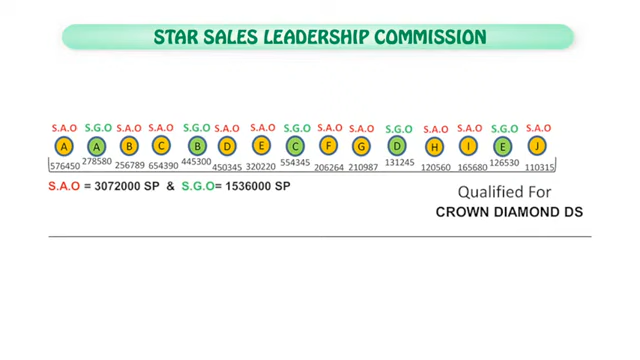 STAR SALES LEADERSHIP COMMISSION
S.A.O S.G.O S.A.O S.A.O S.G.O S.A.O S.A.O S.G.O S.A.O S.A.O S.G.O S.A.O S.A.O S.G.O S.A.O
A A B C B D E C F G D H I E J
576450 278580 256789 654390 445300 450345 320220 554345 206264 210987 131245 120560 165680 126530 110315
S.A.O = 3072000 SP & S.G.O= 1536000 SP
Qualified For
CROWN DIAMOND DS